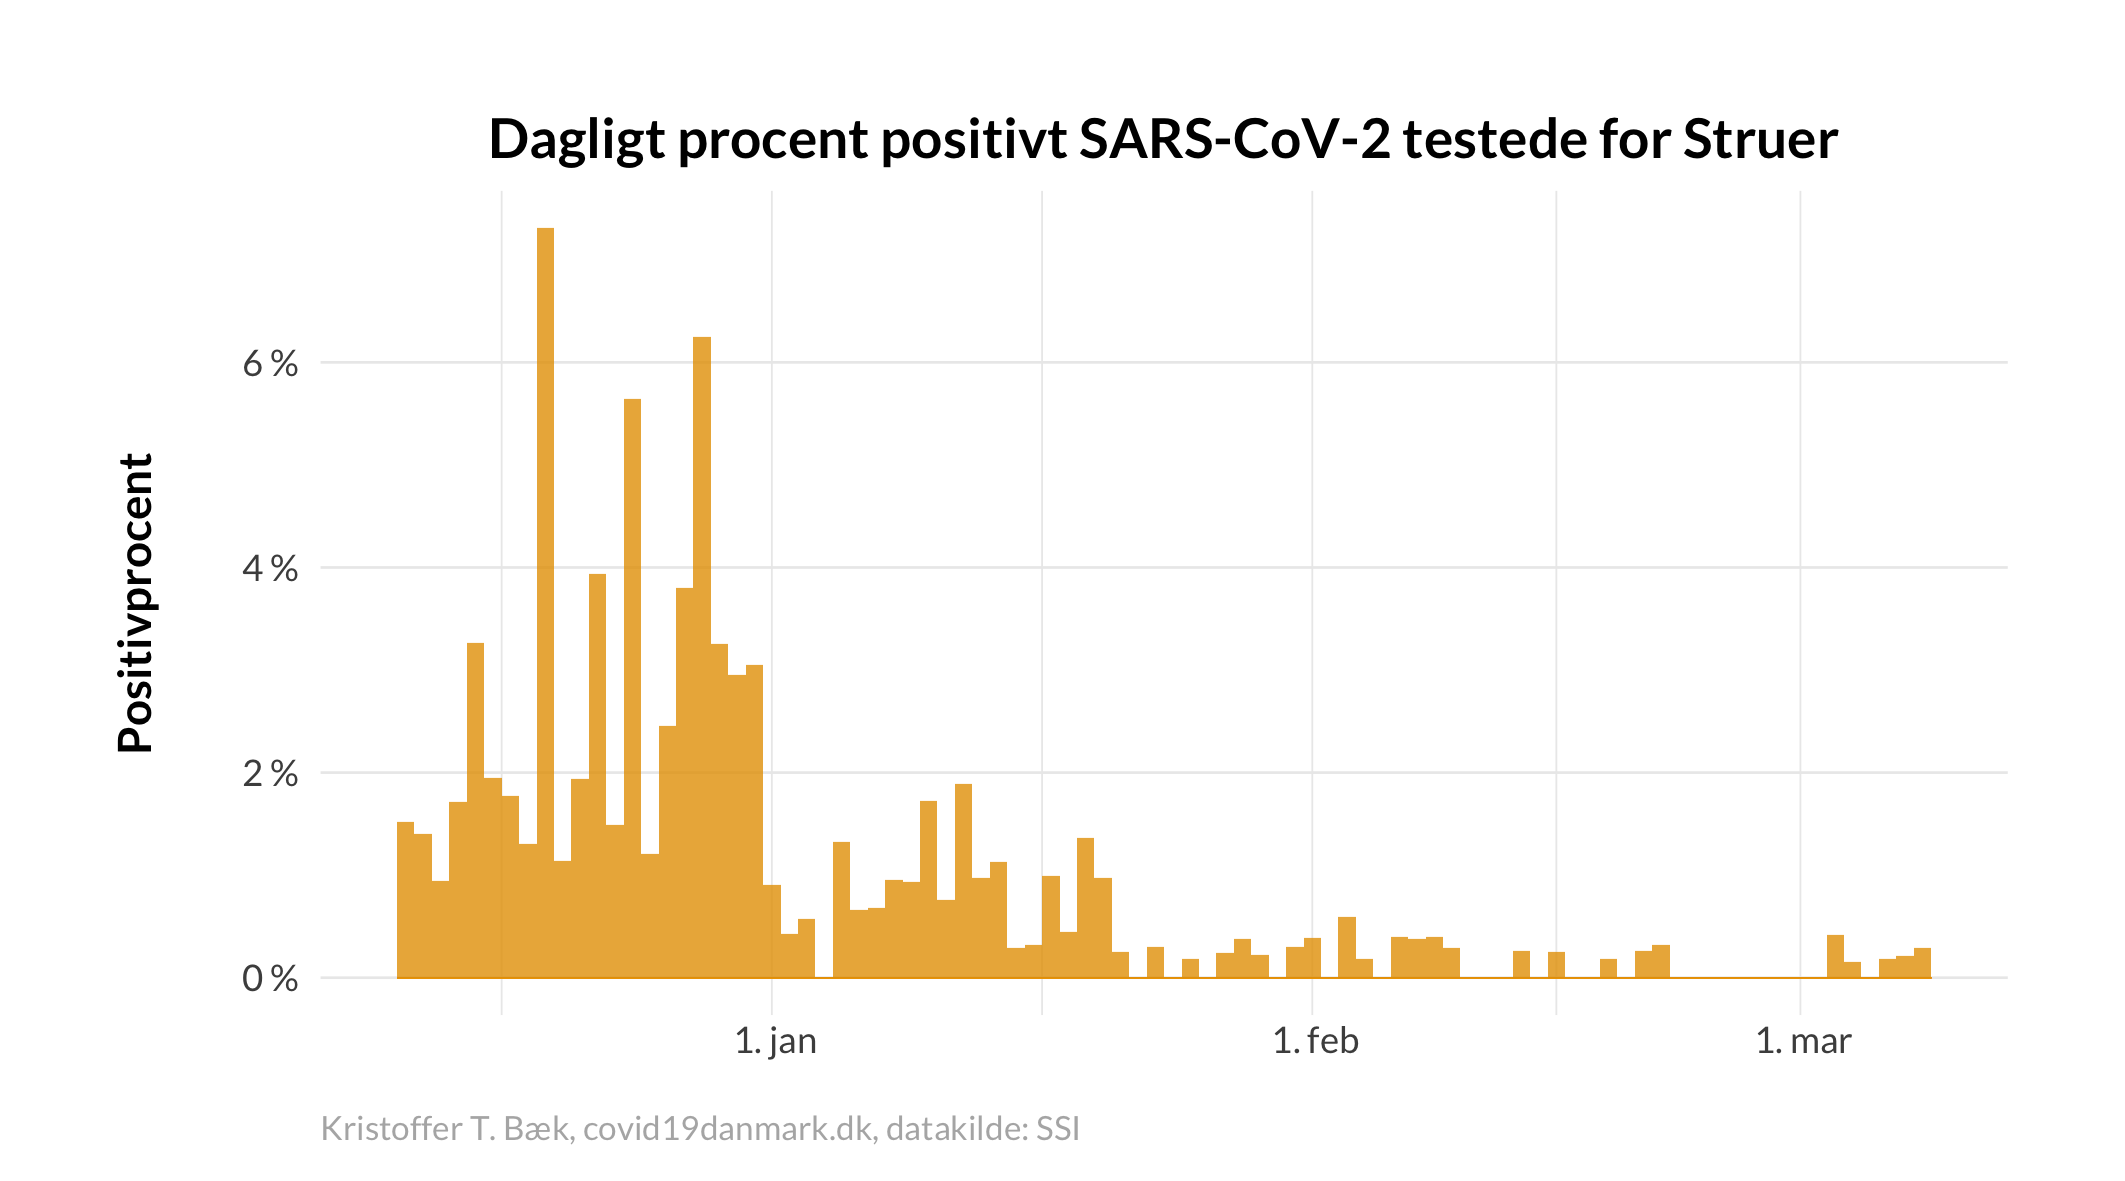 Dagligt procent positivt SARS-CoV-2 testede for Struer
Positivprocent
6 %
4 %
2 %
0 %
1. jan
1. feb
1. mar
Kristoffer T. Bæk, covid19danmark.dk, datakilde: SSI